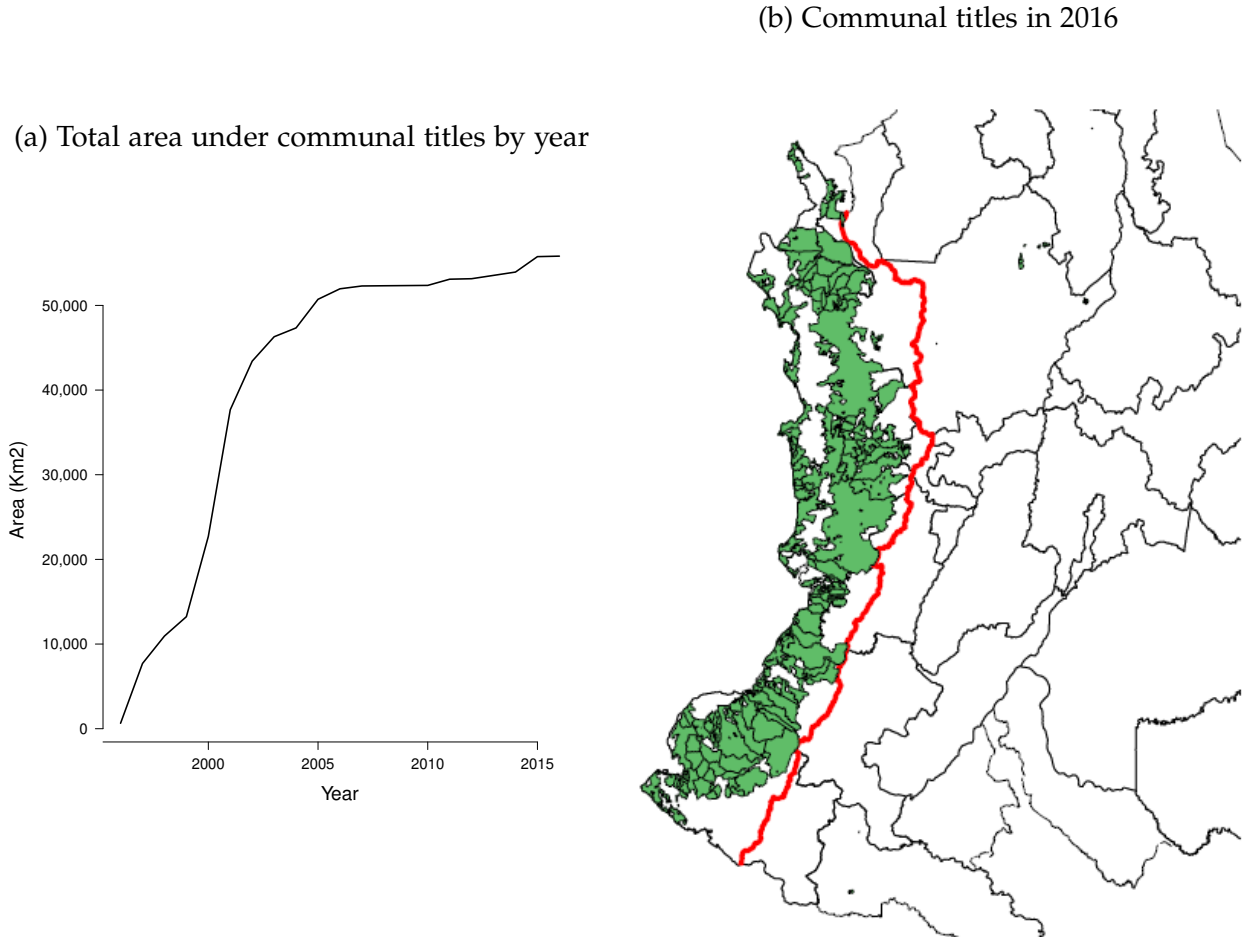 (b) Communal titles in 2016
(a) Total area under communal titles by year
50,000
40,000
30,000
20,000
10,000
0
Area (Km2)
2000
2005
2010
2015
Year